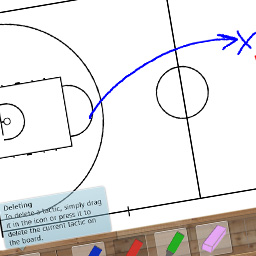 Deleting
To delete a tactic, simply drag
it in the icon or press it to
delete the current tactic on
the board.